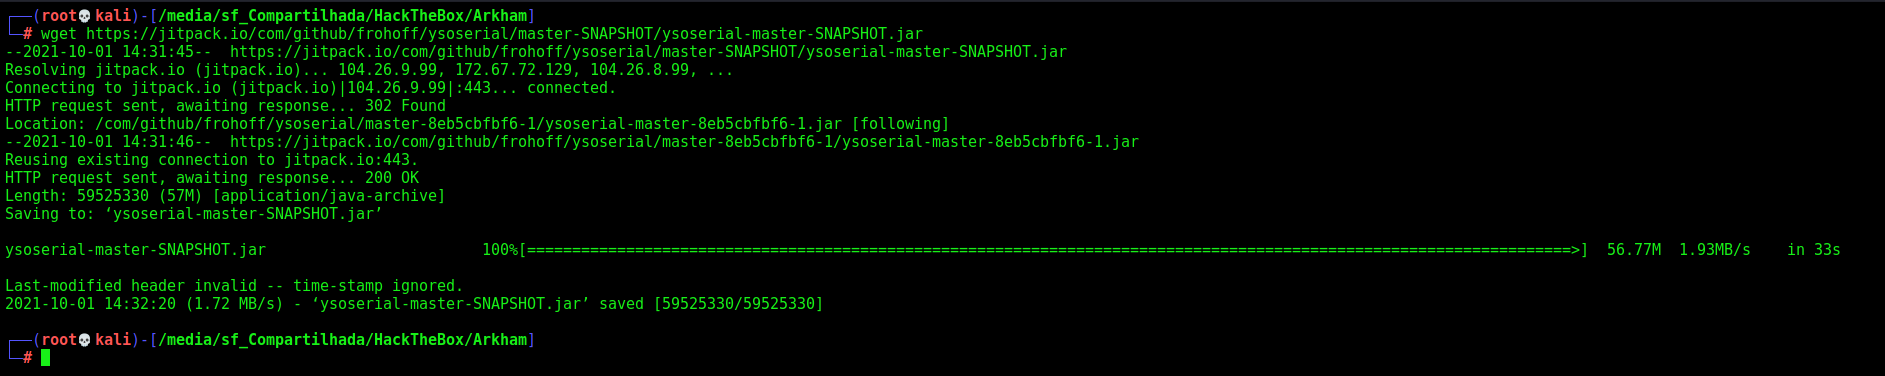 ┌──(root💀kali)-[/media/sf_Compartilhada/HackTheBox/Arkham]
└─# wget https://jitpack.io/com/github/frohoff/ysoserial/master-SNAPSHOT/ysoserial-master-SNAPSHOT.jar
--2021-10-01 14:31:45--  https://jitpack.io/com/github/frohoff/ysoserial/master-SNAPSHOT/ysoserial-master-SNAPSHOT.jar
Resolving jitpack.io (jitpack.io)... 104.26.9.99, 172.67.72.129, 104.26.8.99, ...
Connecting to jitpack.io (jitpack.io)|104.26.9.99|:443... connected.
HTTP request sent, awaiting response... 302 Found
Location: /com/github/frohoff/ysoserial/master-8eb5cbfbf6-1/ysoserial-master-8eb5cbfbf6-1.jar [following]
--2021-10-01 14:31:46--  https://jitpack.io/com/github/frohoff/ysoserial/master-8eb5cbfbf6-1/ysoserial-master-8eb5cbfbf6-1.jar
Reusing existing connection to jitpack.io:443.
HTTP request sent, awaiting response... 200 OK
Length: 59525330 (57M) [application/java-archive]
Saving to: ‘ysoserial-master-SNAPSHOT.jar’
ysoserial-master-SNAPSHOT.jar                        100%[====================================================================================================================>]  56.77M  1.93MB/s    in 33s
Last-modified header invalid -- time-stamp ignored.
2021-10-01 14:32:20 (1.72 MB/s) - ‘ysoserial-master-SNAPSHOT.jar’ saved [59525330/59525330]
┌──(root💀kali)-[/media/sf_Compartilhada/HackTheBox/Arkham]
└─#